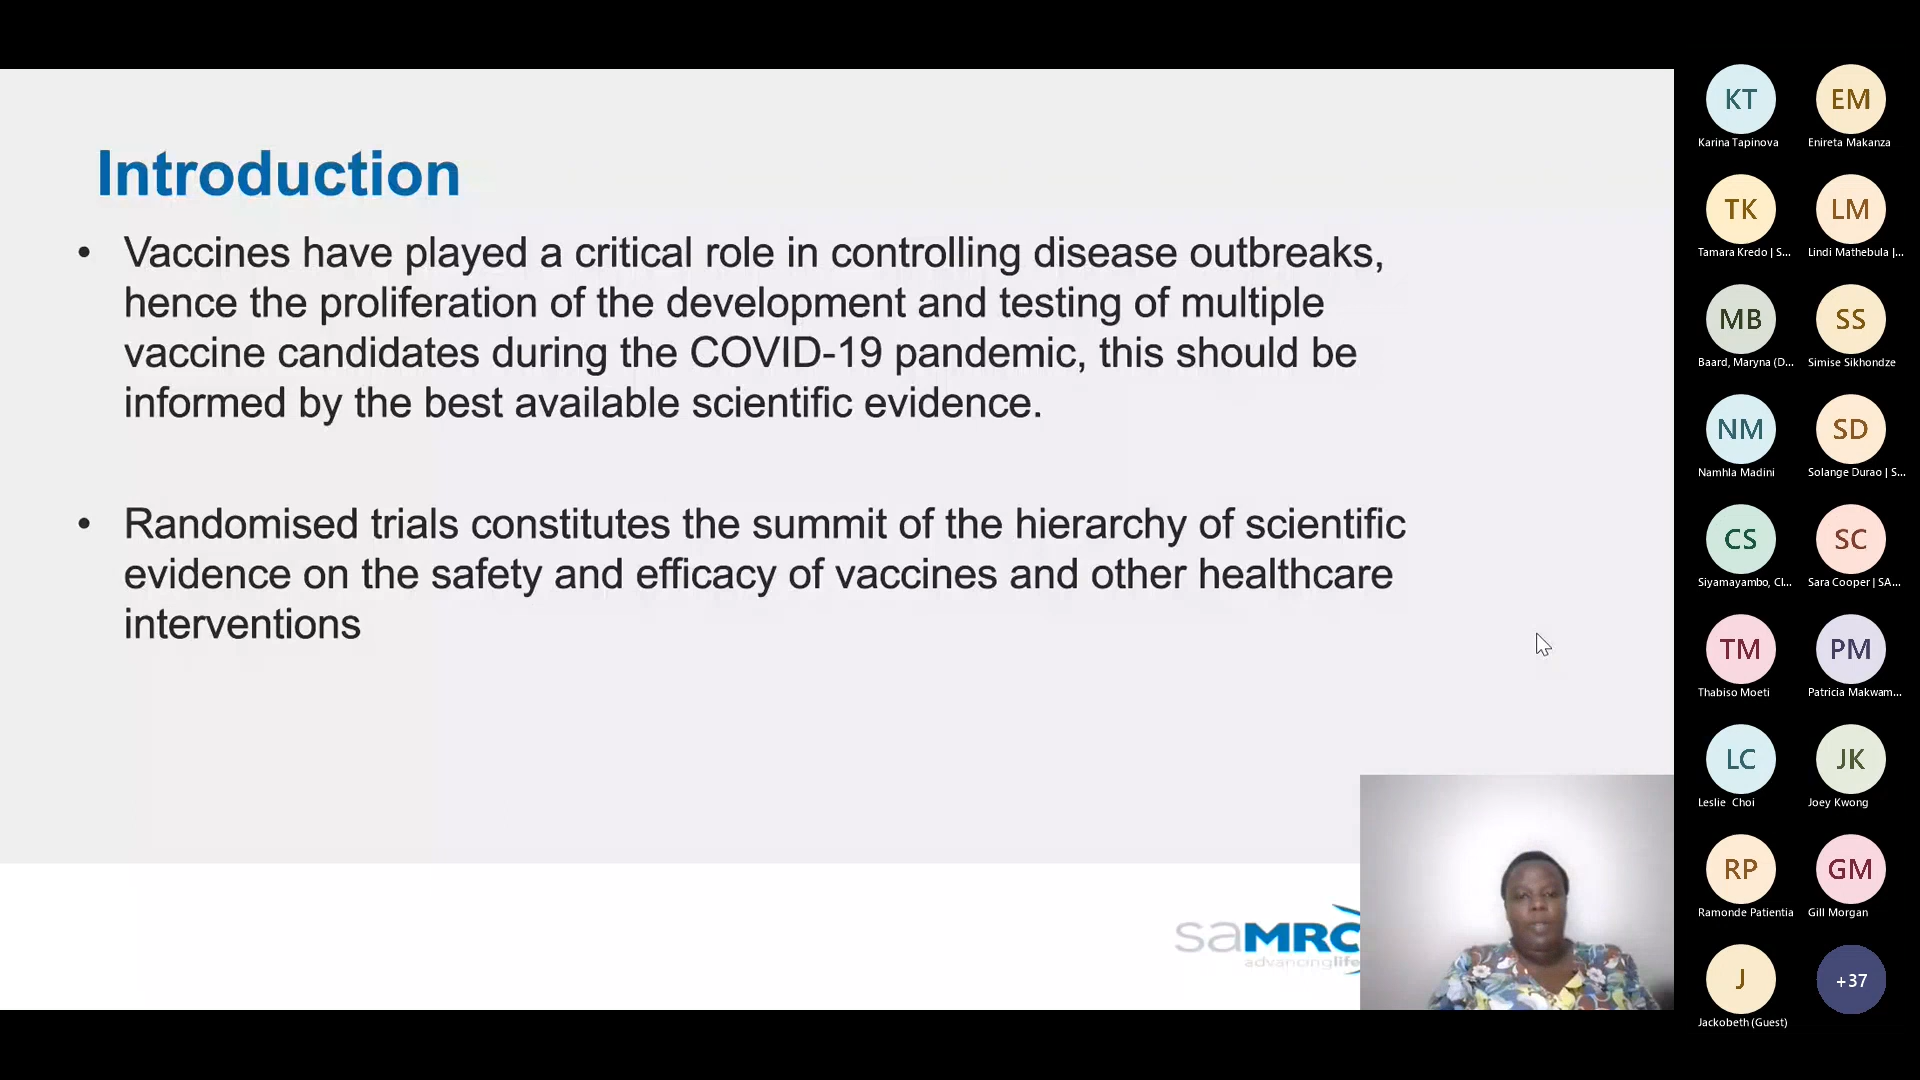 Introduction
• Vaccines have played a critical role in controlling disease outbreaks,
hence the proliferation of the development and testing of multiple
vaccine candidates during the COVID-19 pandemic, this should be
informed by the best available scientific evidence.
• Randomised trials constitutes the summit of the hierarchy of scientific
evidence on the safety and efficacy of vaccines and other healthcare
interventions
saMRC
advancinglife
KT
Karina Tapinova
EM
Enireta Makanza
TK
Tamara Kredo | S...
LM
Lindi Mathebula |...
MB
Baard, Maryna (D...
SS
Simise Sikhondze
NM
Namhla Madini
SD
Solange Durao | S...
CS
Siyamayambo, Cl...
SC
Sara Cooper | SA...
TM
Thabiso Moeti
PM
Patricia Makwam...
LC
Leslie Choi
JK
Joey Kwong
RP
Ramonde Patientia
GM
Gill Morgan
J
Jackobeth (Guest)
+37